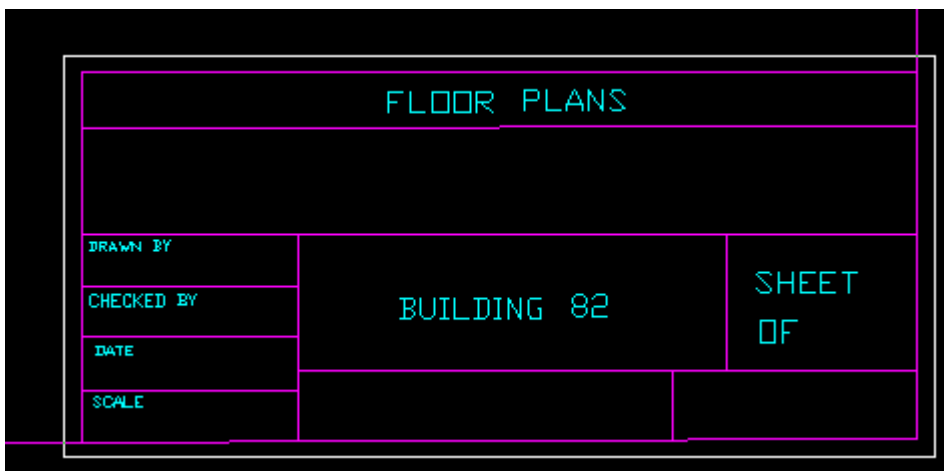 FLOOR PLANS
DRAWN BY
CHECKED BY
DATE
SCALE
BUILDING 82
SHEET
OF